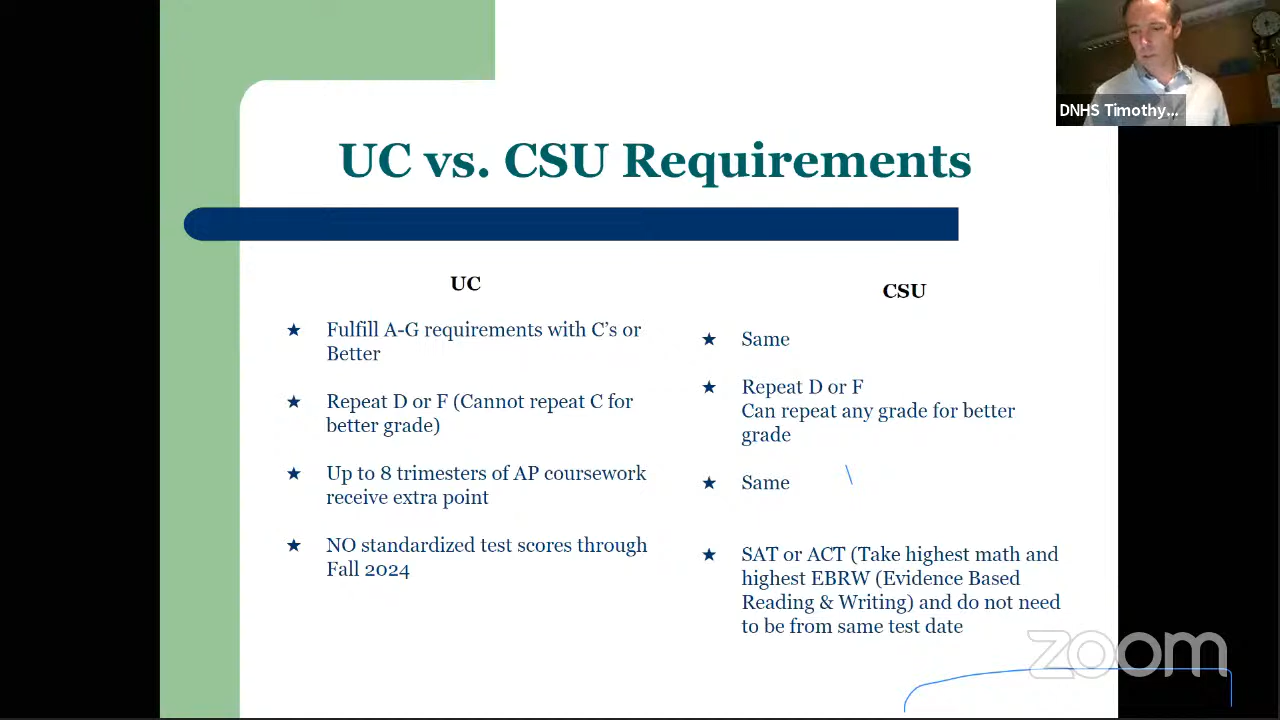 DNHS Timothy...
UC vs. CSU Requirements
UC
★ Fulfill A-G requirements with C's or
Better
★ Repeat D or F (Cannot repeat C for
better grade)
★ Up to 8 trimesters of AP coursework
receive extra point
★ NO standardized test scores through
Fall 2024
CSU
★ Same
★ Repeat D or F
Can repeat any grade for better
grade
★ Same
★ SAT or ACT (Take highest math and
highest EBRW (Evidence Based
Reading & Writing) and do not need
to be from same test date
zoom